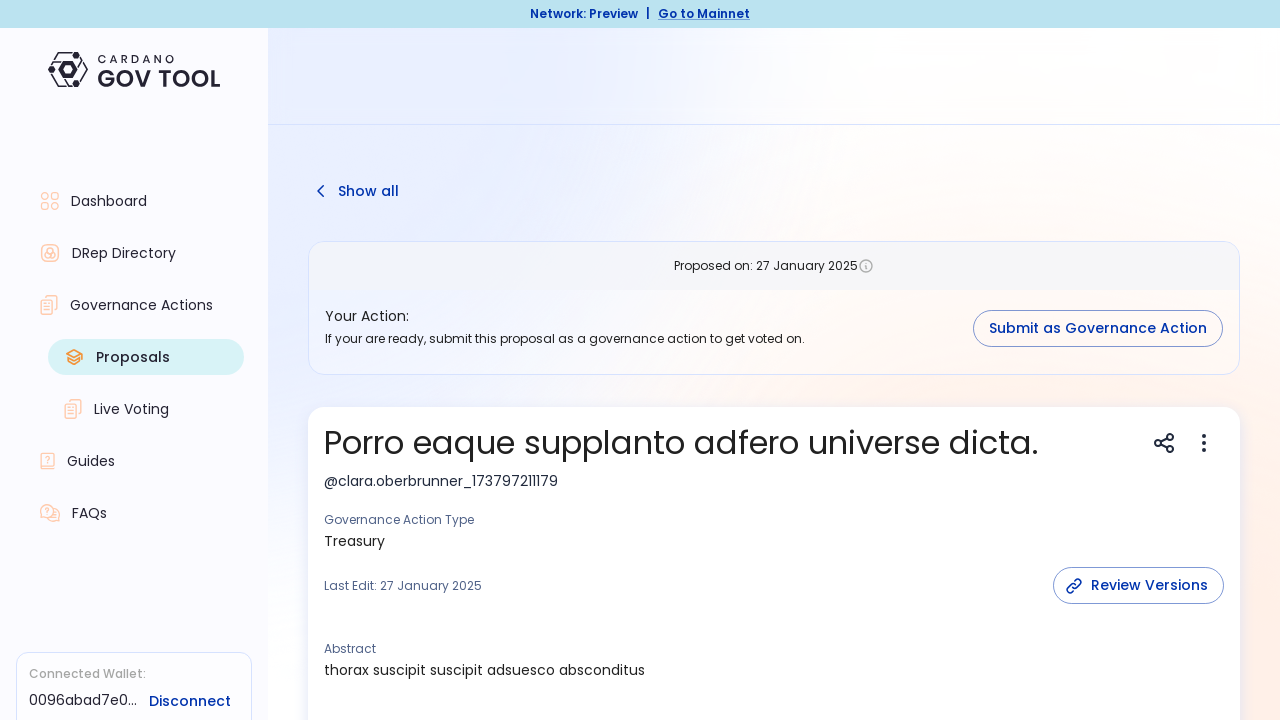 Network: Preview | Go to Mainnet
CARDANO
GOV TOOL
Dashboard
DRep Directory
Governance Actions
Proposals
Live Voting
Guides
FAQs
Connected Wallet:
0096abad7e0...
Disconnect
Show all
Proposed on: 27 January 2025
Your Action:
If your are ready, submit this proposal as a governance action to get voted on.
Submit as Governance Action
Porro eaque supplanto adfero universe dicta.
@clara.oberbrunner_173797211179
Governance Action Type
Treasury
Last Edit: 27 January 2025
Review Versions
Abstract
thorax suscipit suscipit adsuesco absconditus